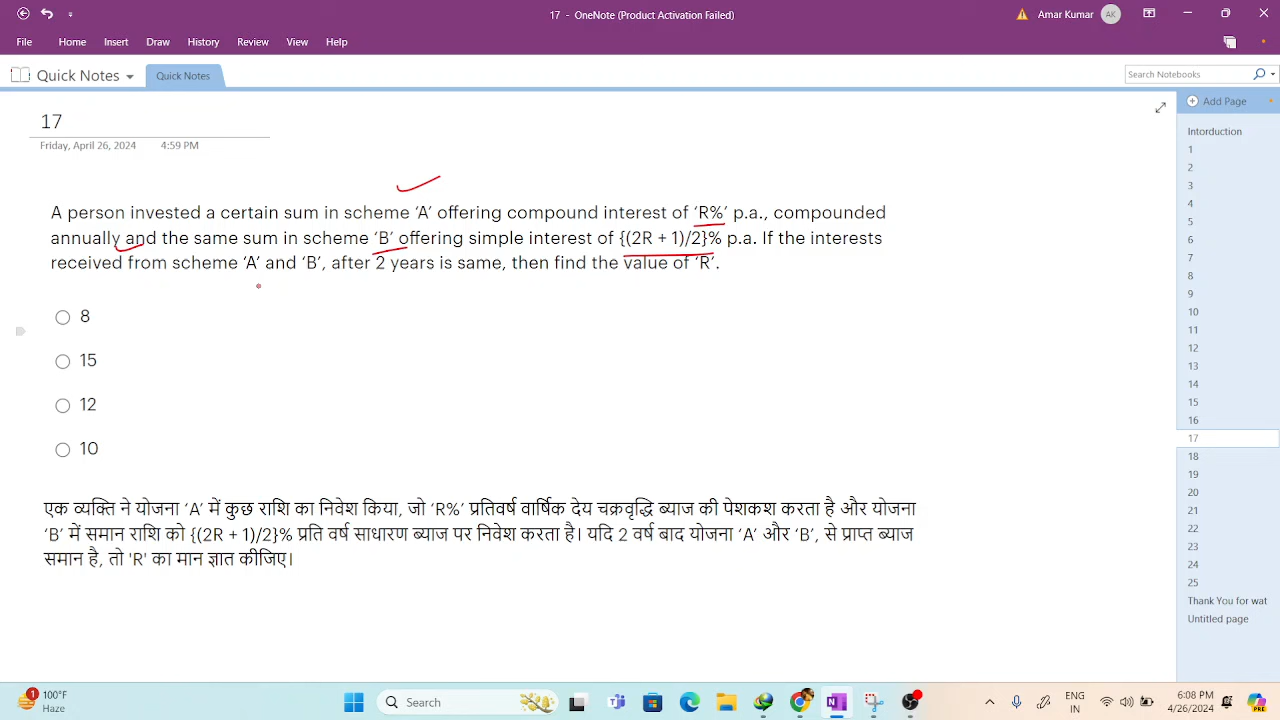 17 - OneNote (Product Activation Failed)
Amar Kumar AK
File Home Insert Draw History Review View Help
Quick Notes
Quick Notes
Search Notebooks
17
Friday, April 26, 2024 4:59 PM
A person invested a certain sum in scheme ‘A’ offering compound interest of ‘R%’ p.a., compounded
annually and the same sum in scheme ‘B’ offering simple interest of {(2R + 1)/2}% p.a. If the interests
received from scheme ‘A’ and ‘B’, after 2 years is same, then find the value of ‘R’.
8
15
12
10
एक व्यक्ति ने योजना ‘A’ में कुछ राशि का निवेश किया, जो ‘R%’ प्रतिवर्ष वार्षिक देय चक्रवृद्धि ब्याज की पेशकश करता है और योजना
‘B’ में समान राशि को {(2R + 1)/2}% प्रति वर्ष साधारण ब्याज पर निवेश करता है। यदि 2 वर्ष बाद योजना ‘A’ और ‘B’, से प्राप्त ब्याज
समान है, तो 'R' का मान ज्ञात कीजिए।
Add Page
Intorduction
1
2
3
4
5
6
7
8
9
10
11
12
13
14
15
16
17
18
19
20
21
22
23
24
25
Thank You for wat
Untitled page
1
100°F
Haze
Search
ENG
IN
6:08 PM
4/26/2024